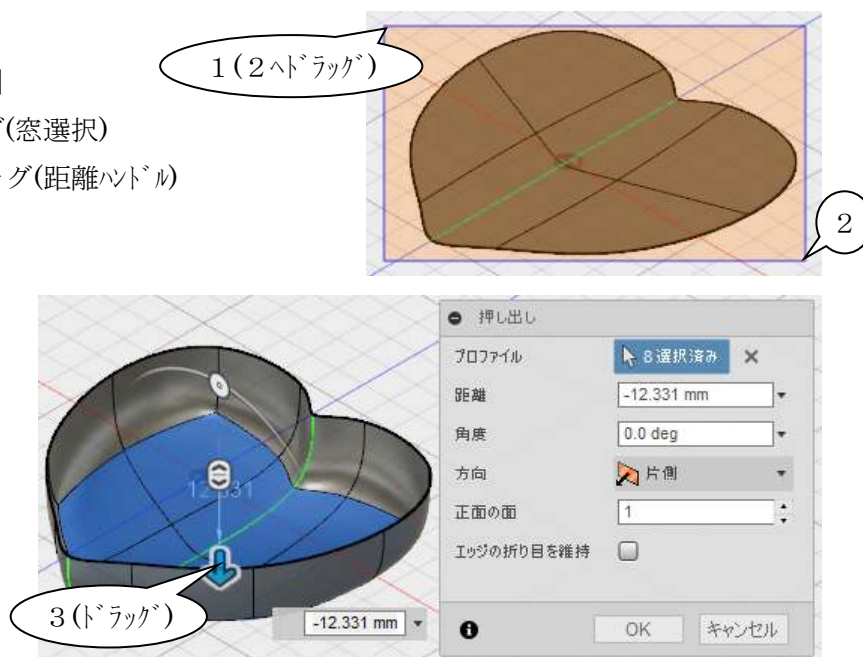 1(2ﾍﾄﾞﾗｯｸﾞ)
(窓選択)
グ(距離ﾊﾝﾄﾞﾙ)
2
押し出し
プロファイル
8選択済み
距離
-12.331 mm
角度
0.0 deg
方向
片側
正面の面
1
エッジの折り目を維持
12.331
3(ﾄﾞﾗｯｸﾞ)
-12.331 mm
OK
キャンセル